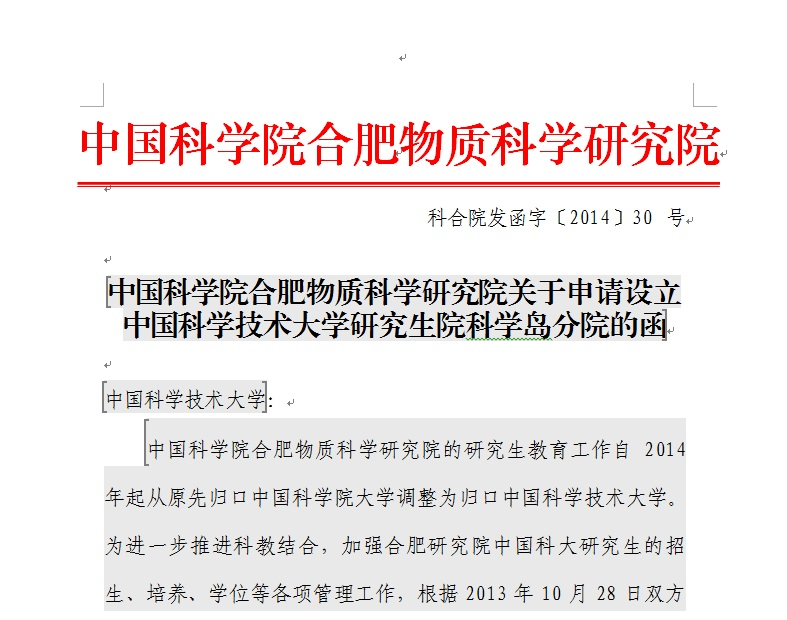 中国科学院合肥物质科学研究院
科合院发函字〔2014〕30 号
中国科学院合肥物质科学研究院关于申请设立
中国科学技术大学研究生院科学岛分院的函
中国科学技术大学：
中国科学院合肥物质科学研究院的研究生教育工作自 2014
年起从原先归口中国科学院大学调整为归口中国科学技术大学。
为进一步推进科教结合，加强合肥研究院中国科大研究生的招
生、培养、学位等各项管理工作，根据 2013 年 10 月 28 日双方